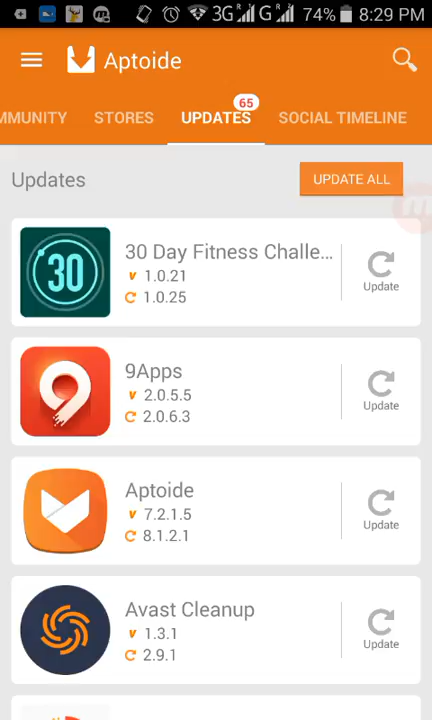 3G R G R 74% 8:29 PM
Aptoide
MMUNITY STORES UPDATES 65 SOCIAL TIMELINE
Updates UPDATE ALL
30
30 Day Fitness Challe...
v 1.0.21
1.0.25
Update
9Apps
v 2.0.5.5
2.0.6.3
Update
Aptoide
v 7.2.1.5
8.1.2.1
Update
Avast Cleanup
v 1.3.1
2.9.1
Update